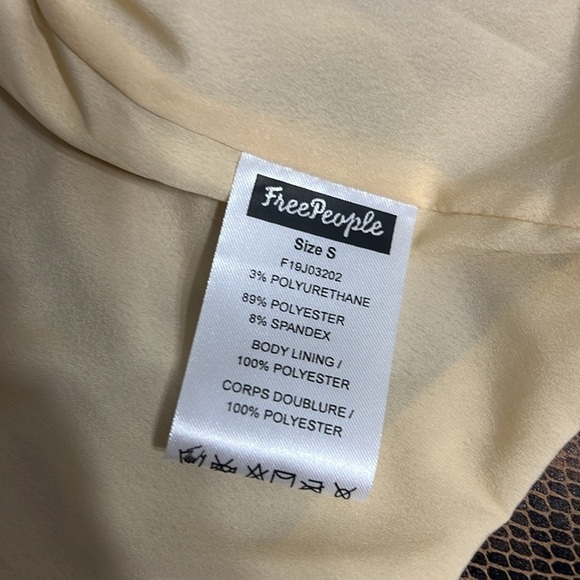 FreePeople
Size S
F19J03202
3% POLYURETHANE
89% POLYESTER
8% SPANDEX
BODY LINING /
100% POLYESTER
CORPS DOUBLURE /
100% POLYESTER